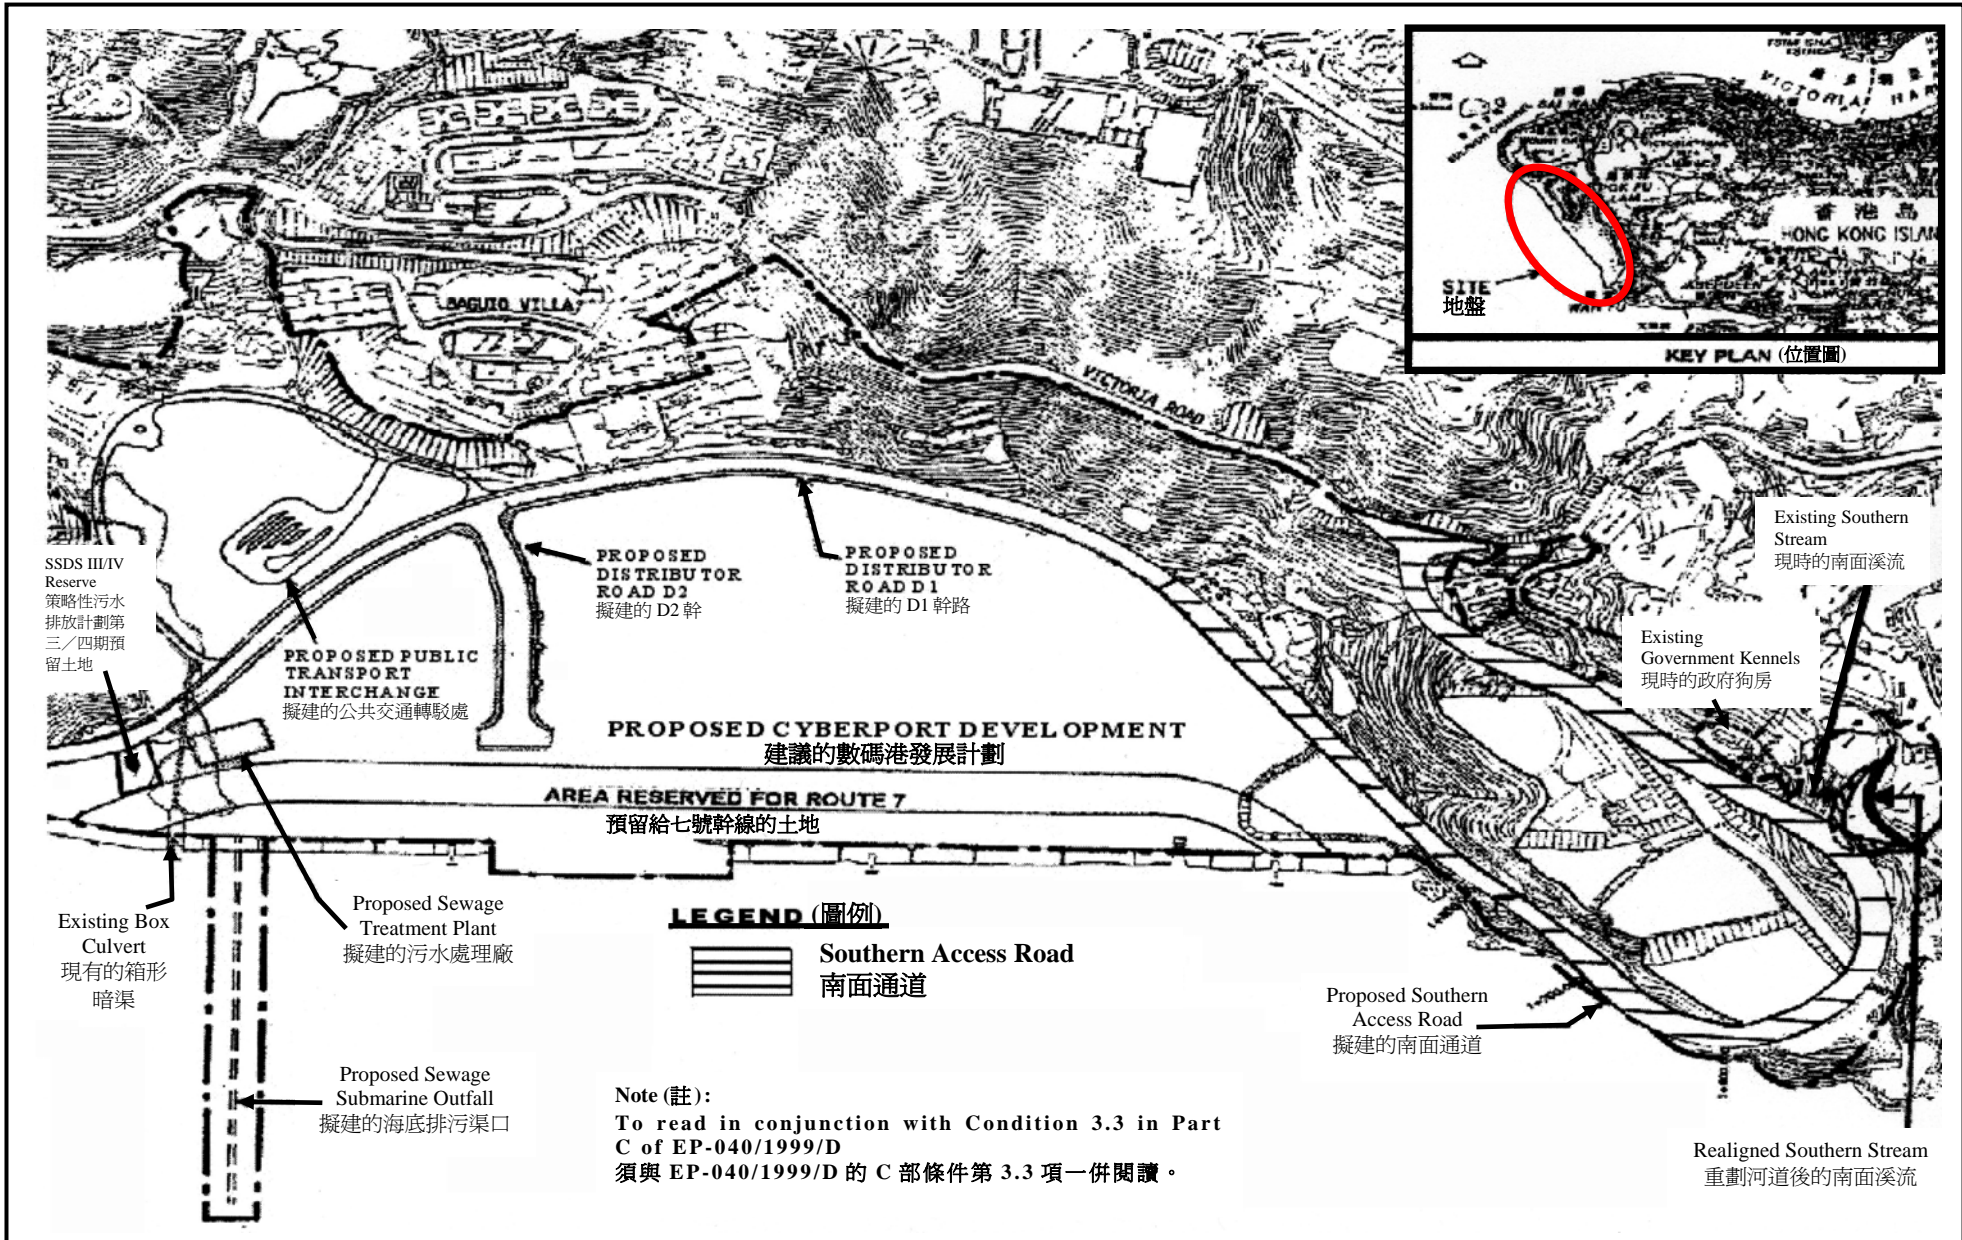 VICTORIA HAR
香港島
HONG KONG ISLAN
SITE
地盤
WAH FU
KEY PLAN (位置圖)
BAGUIO VILLA
VICTORIA ROAD
Existing Southern
Stream
現時的南面溪流
Existing
Government Kennels
現時的政府狗房
SSDS III/IV
Reserve
策略性污水
排放計劃第
三／四期預
留土地
PROPOSED
DISTRIBUTOR
ROAD D2
擬建的 D2 幹
PROPOSED
DISTRIBUTOR
ROAD D1
擬建的 D1 幹路
PROPOSED PUBLIC
TRANSPORT
INTERCHANGE
擬建的公共交通轉駁處
PROPOSED CYBERPORT DEVELOPMENT
建議的數碼港發展計劃
AREA RESERVED FOR ROUTE 7
預留給七號幹線的土地
Existing Box
Culvert
現有的箱形
暗渠
Proposed Sewage
Treatment Plant
擬建的污水處理廠
LEGEND (圖例)
Southern Access Road
南面通道
Proposed Southern
Access Road
擬建的南面通道
Proposed Sewage
Submarine Outfall
擬建的海底排污渠口
Note (註):
To read in conjunction with Condition 3.3 in Part
C of EP-040/1999/D
須與 EP-040/1999/D 的 C 部條件第 3.3 項一併閱讀。
Realigned Southern Stream
重劃河道後的南面溪流